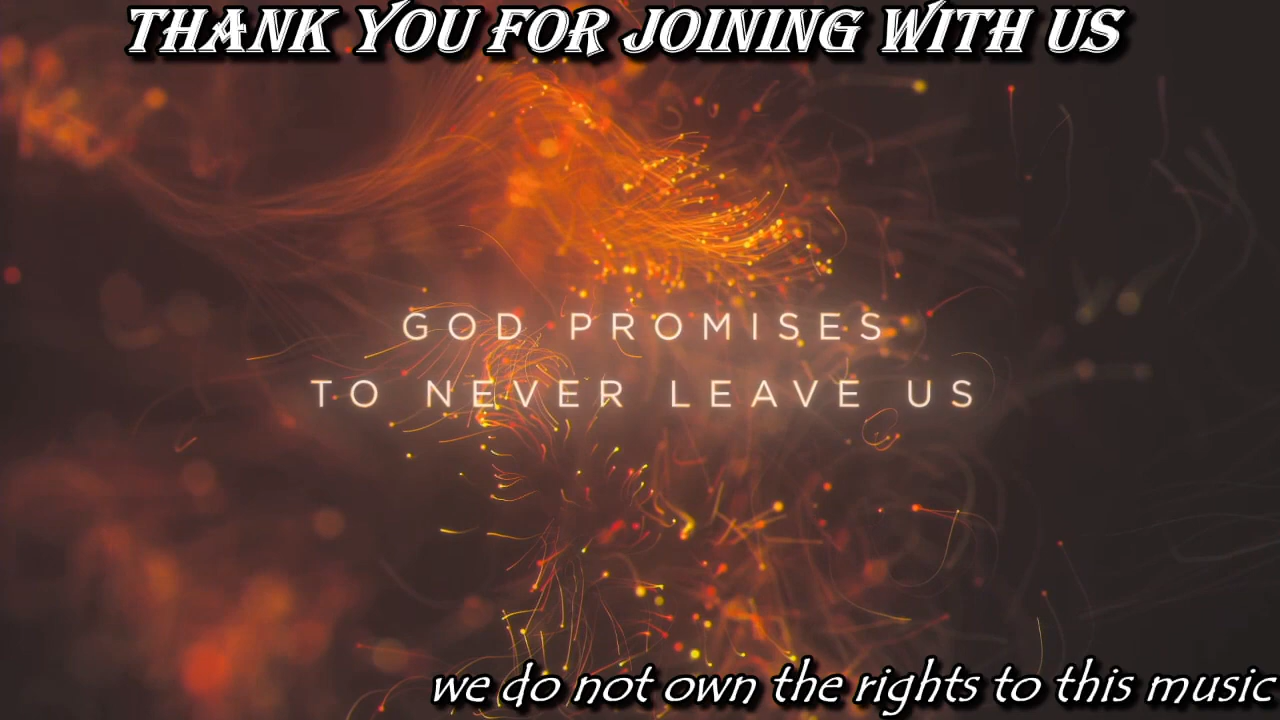 THANK YOU FOR JOINING WITH US
GOD PROMISES
TO NEVER LEAVE US
we do not own the rights to this music